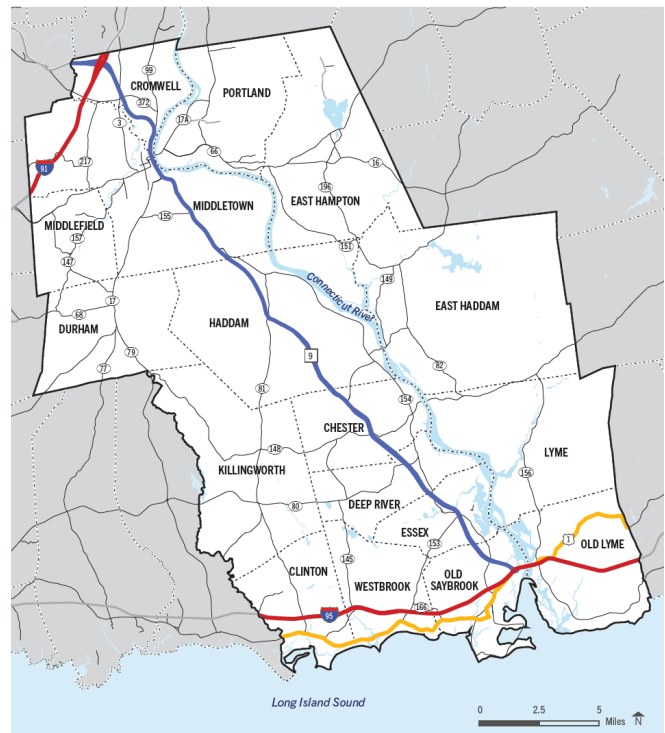 99
CROMWELL
PORTLAND
372
3
17A
66
91
217
16
196
MIDDLETOWN
EAST HAMPTON
155
MIDDLEFIELD
157
151
147
149
Connecticut River
17
EAST HADDAM
68
HADDAM
DURHAM
79
9
77
82
81
154
CHESTER
148
LYME
KILLINGWORTH
156
80
DEEP RIVER
ESSEX
1
OLD LYME
153
145
CLINTON
WESTBROOK
OLD
SAYBROOK
166
95
Long Island Sound
0
2.5
5
Miles
N